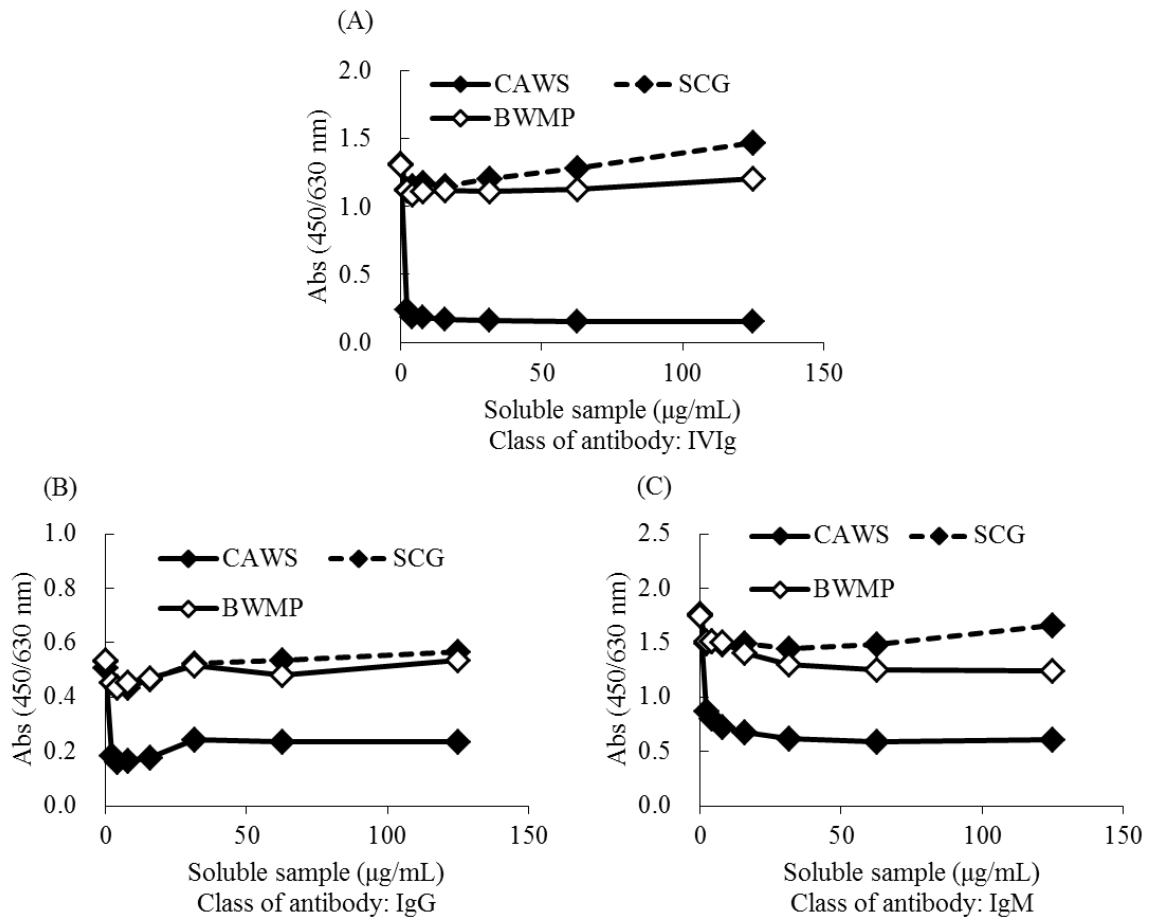 (A)
CAWS
SCG
BWMP
2.0
1.5
1.0
0.5
0.0
Abs (450/630 nm)
0
50
100
150
Soluble sample (μg/mL)
Class of antibody: IVIg
(B)
CAWS
SCG
BWMP
1.0
0.8
0.6
0.4
0.2
0.0
Abs (450/630 nm)
0
50
100
150
Soluble sample (μg/mL)
Class of antibody: IgG
(C)
CAWS
SCG
BWMP
2.5
2.0
1.5
1.0
0.5
0.0
Abs (450/630 nm)
0
50
100
150
Soluble sample (μg/mL)
Class of antibody: IgM